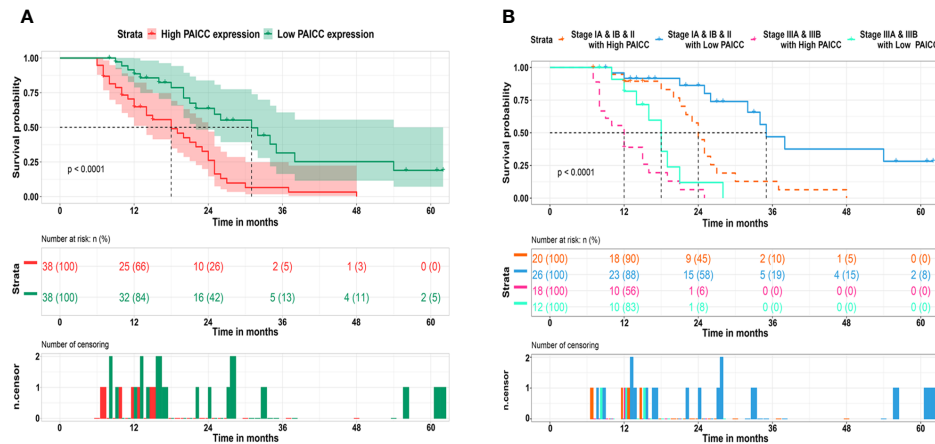 A
Strata High PAICC expression Low PAICC expression
Survival probability
1.00
0.75
0.50
0.25
0.00
p < 0.0001
0 12 24 36 48 60
Time in months
Number at risk: n (%)
Strata
38 (100) 25 (66) 10 (26) 2 (5) 1 (3) 0 (0)
38 (100) 32 (84) 16 (42) 5 (13) 4 (11) 2 (5)
0 12 24 36 48 60
Time in months
Number of censoring
n.censor
2
1
0
0 12 24 36 48 60
Time in months
B
Strata
Stage IA & IB & II with High PAICC
Stage IA & IB & II with Low PAICC
Stage IIIA & IIIB with High PAICC
Stage IIIA & IIIB with Low PAICC
Survival probability
1.00
0.75
0.50
0.25
0.00
p < 0.0001
0 12 24 36 48 60
Time in months
Number at risk: n (%)
Strata
20 (100) 18 (90) 9 (45) 2 (10) 1 (5) 0 (0)
26 (100) 23 (88) 15 (58) 5 (19) 4 (15) 2 (8)
18 (100) 10 (56) 1 (6) 0 (0) 0 (0) 0 (0)
12 (100) 10 (83) 1 (8) 0 (0) 0 (0) 0 (0)
0 12 24 36 48 60
Time in months
Number of censoring
n.censor
2
1
0
0 12 24 36 48 60
Time in months